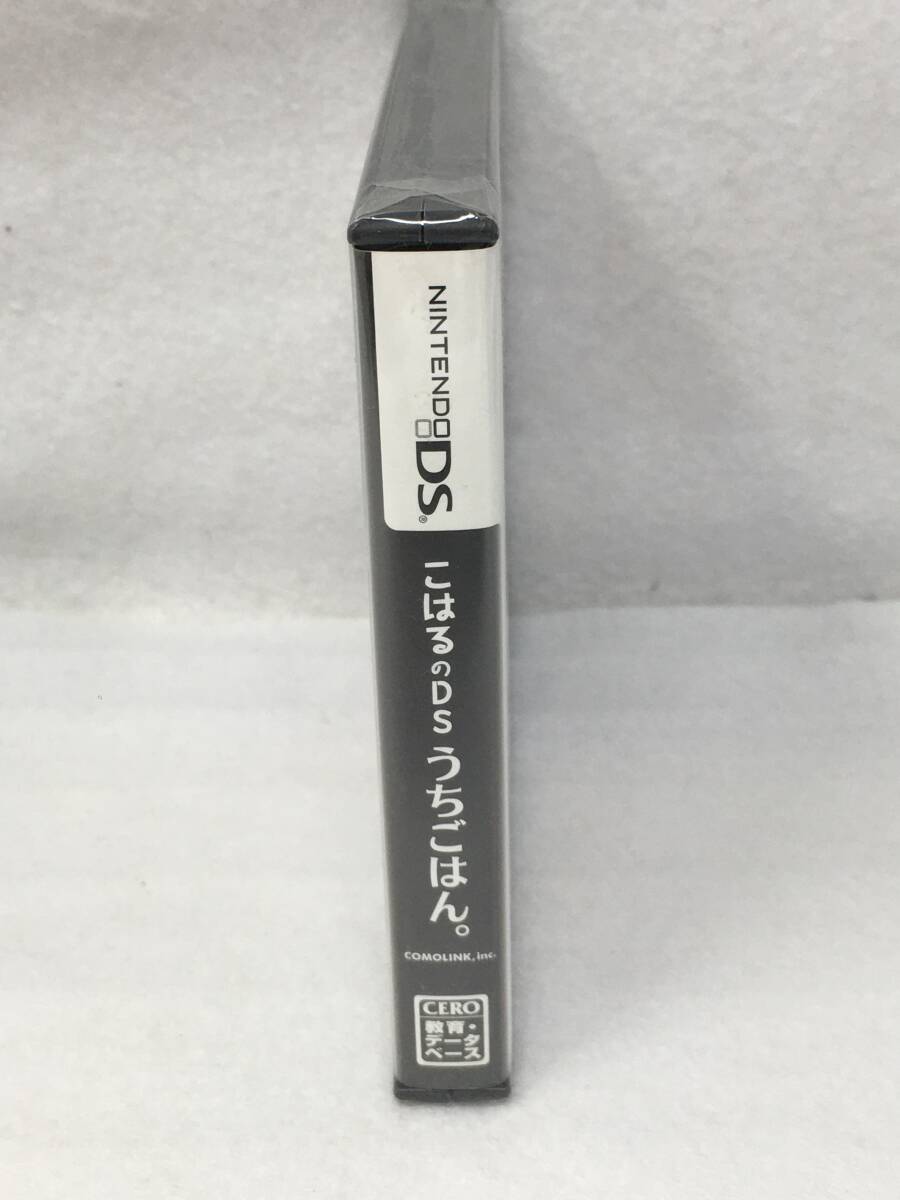 NINTENDO
DS®
こはるのDS うちごはん。
COMOLINK, inc.
CERO
教育・
データ
ベース